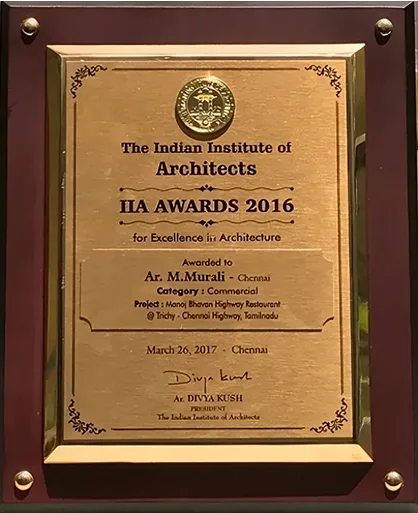 The Indian Institute of
Architects
IIA AWARDS 2016
for Excellence in Architecture
Awarded to
Ar. M.Murali - Chennai
Category : Commercial
Project : Manoj Bhavan Highway Restaurant
@ Trichy - Chennai Highway, Tamilnadu
March 26, 2017 - Chennai
Divya Kush
Ar. DIVYA KUSH
PRESIDENT
The Indian Institute of Architects